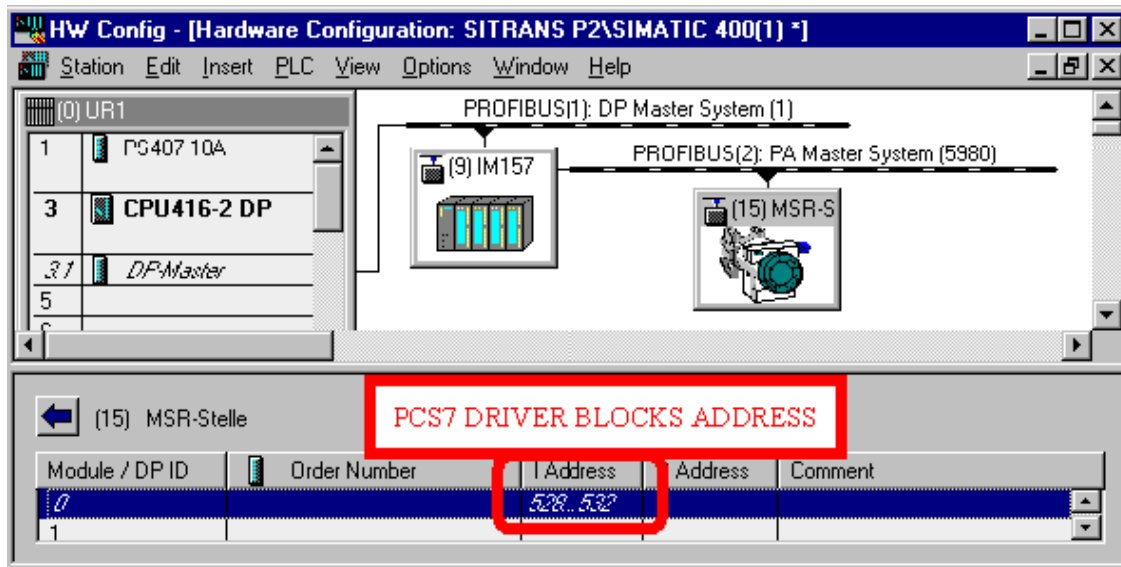 HW Config - [Hardware Configuration: SITRANS P2\SIMATIC 400(1) *]
Station Edit Insert PLC View Options Window Help
(0) UR1
1 PS407 10A
3 CPU416-2 DP
3.1 DP-Master
5
PROFIBUS(1): DP Master System (1)
(9) IM157
PROFIBUS(2): PA Master System (5980)
(15) MSR-S
(15) MSR-Stelle
PCS7 DRIVER BLOCKS ADDRESS
Module / DP ID Order Number I Address Address Comment
0 528..532
1